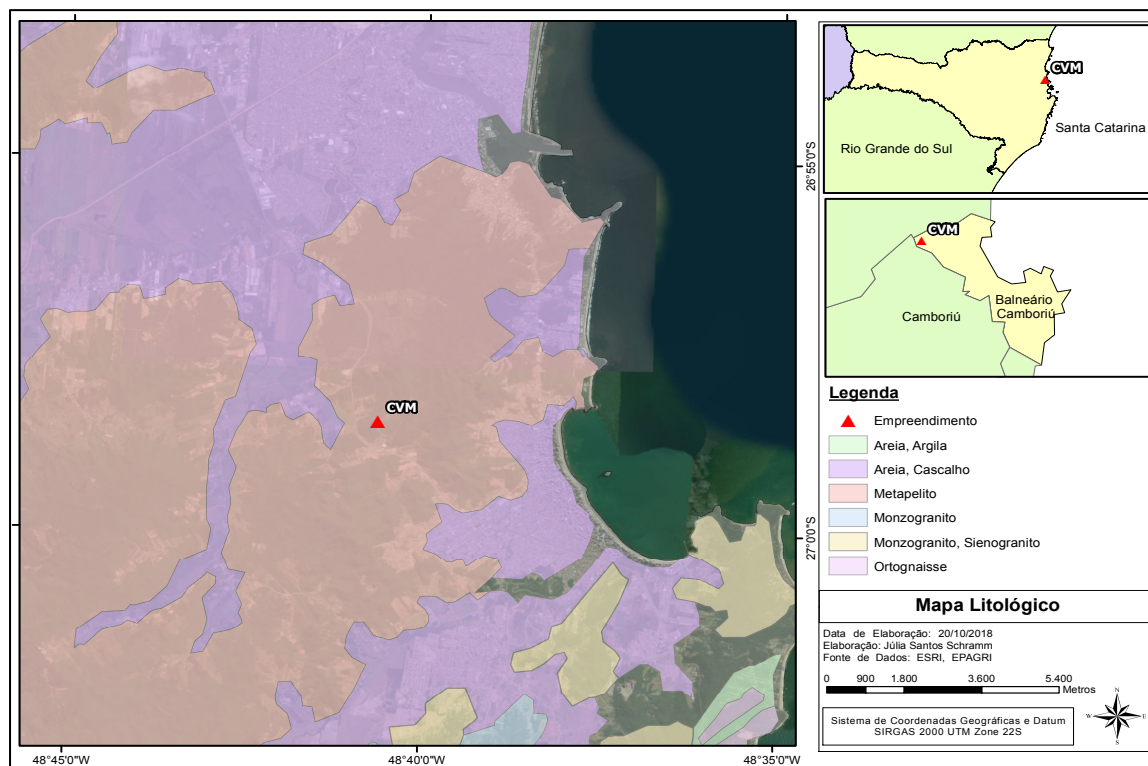 CVM
48°45'0"W
48°40'0"W
48°35'0"W
26°55'0"S
27°0'0"S
CVM
Santa Catarina
Rio Grande do Sul
CVM
Balneário
Camboriú
Camboriú
Legenda
Empreendimento
Areia, Argila
Areia, Cascalho
Metapelito
Monzogranito
Monzogranito, Sienogranito
Ortognaisse
Mapa Litológico
Data de Elaboração: 20/10/2018
Elaboração: Júlia Santos Schramm
Fonte de Dados: ESRI, EPAGRI
0 900 1.800 3.600 5.400
Metros
Sistema de Coordenadas Geográficas e Datum
SIRGAS 2000 UTM Zone 22S
N
W E
S